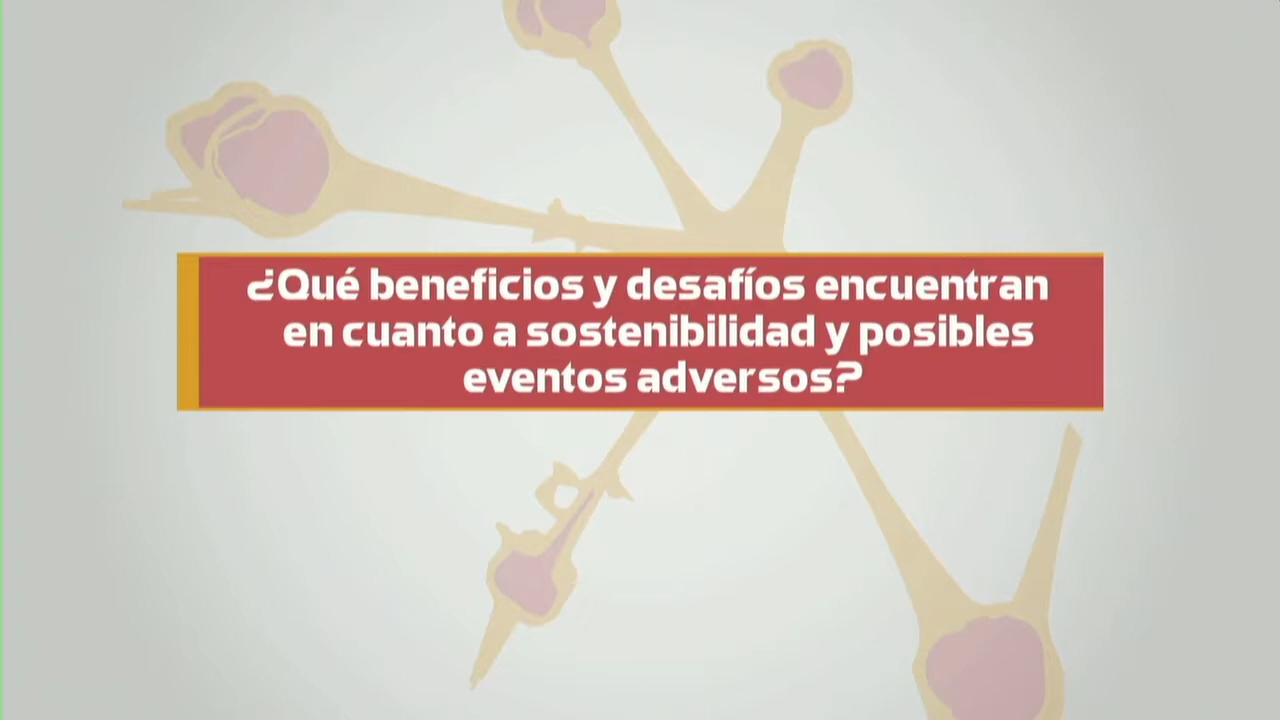 ¿Qué beneficios y desafíos encuentran
en cuanto a sostenibilidad y posibles
eventos adversos?